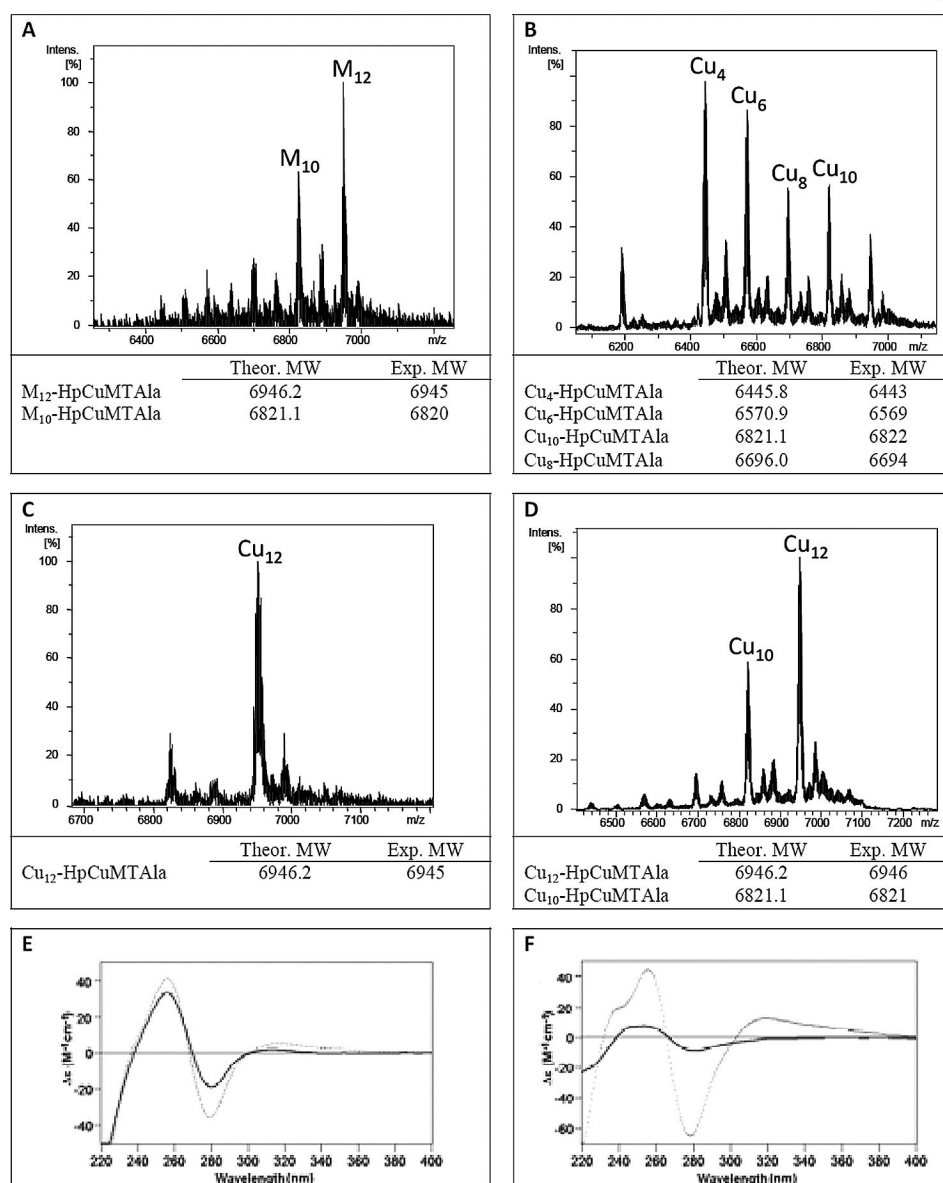 A
Intens.
[%]
M12
M10
100
80
60
40
20
0
6400 6600 6800 7000 m/z
Theor. MW Exp. MW
M12-HpCuMTAla 6946.2 6945
M10-HpCuMTAla 6821.1 6820
B
Intens.
[%]
Cu4
Cu6
Cu8 Cu10
100
80
60
40
20
0
6200 6400 6600 6800 7000 m/z
Theor. MW Exp. MW
Cu4-HpCuMTAla 6445.8 6443
Cu6-HpCuMTAla 6570.9 6569
Cu10-HpCuMTAla 6821.1 6822
Cu8-HpCuMTAla 6696.0 6694
C
Intens.
[%]
Cu12
100
80
60
40
20
0
6700 6800 6900 7000 m/z
Theor. MW Exp. MW
Cu12-HpCuMTAla 6946.2 6945
D
Intens.
[%]
Cu12
Cu10
100
80
60
40
20
0
6500 6600 6700 6800 6900 7000 7100 7200 m/z
Theor. MW Exp. MW
Cu12-HpCuMTAla 6946.2 6946
Cu10-HpCuMTAla 6821.1 6821
E
Δε (M-1cm-1)
40
20
0
-20
-40
220 240 260 280 300 320 340 360 380 400
Wavelength (nm)
F
Δε (M-1cm-1)
40
20
0
-20
-40
-60
220 240 260 280 300 320 340 360 380 400
Wavelength (nm)